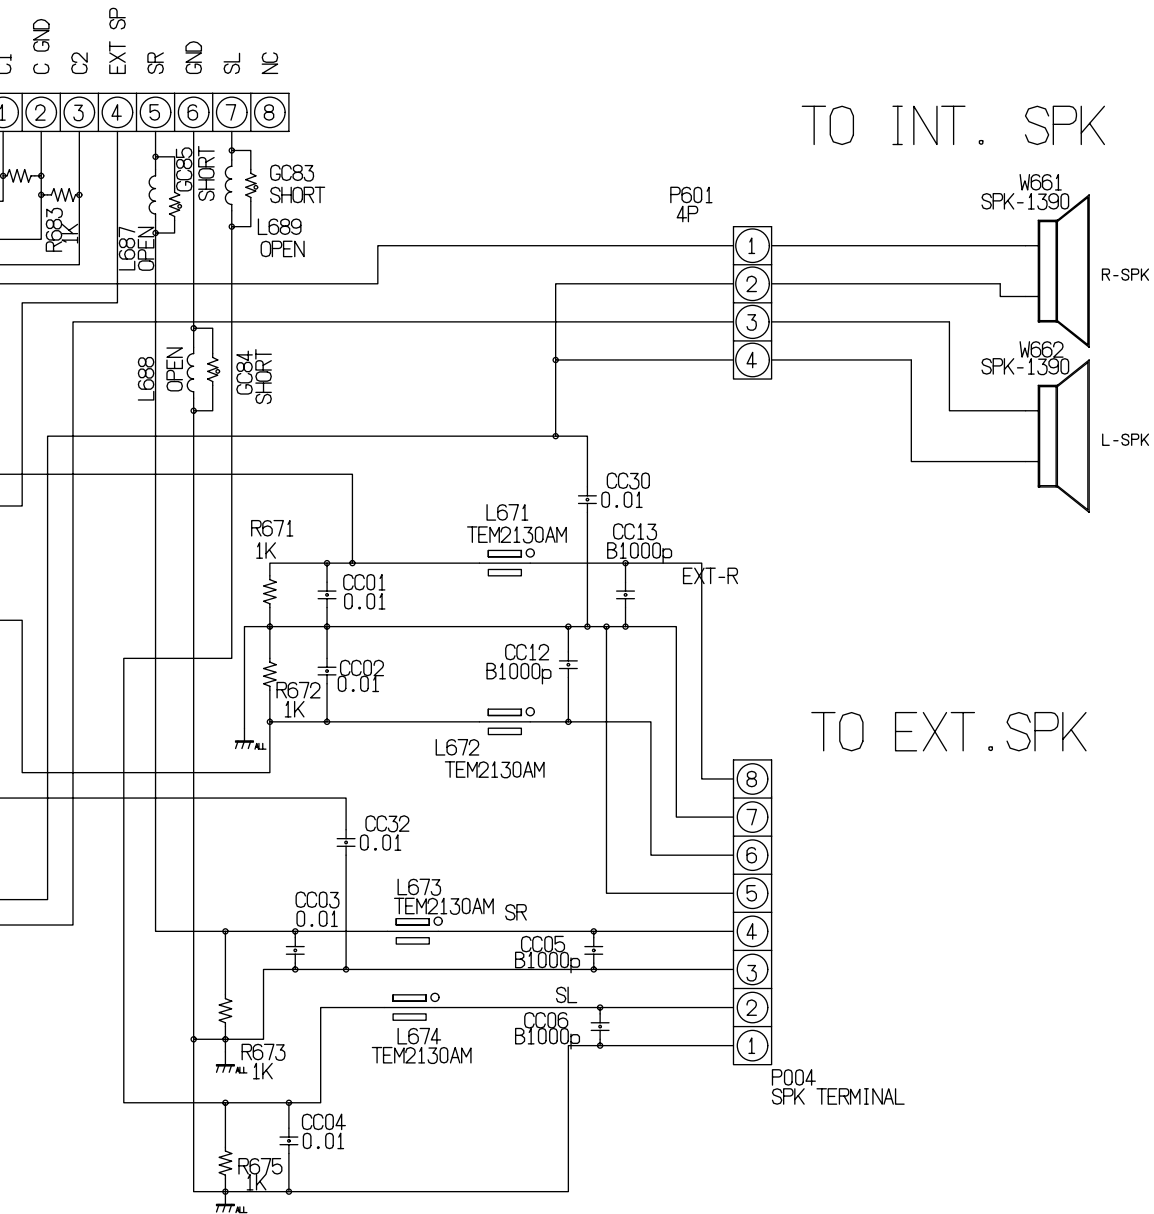 C1
C GND
C2
EXT SP
SR
GND
SL
NC
1
2
3
4
5
6
7
8
TO INT. SPK
GC85
SHORT
GC83
SHORT
R683
1K
L687
OPEN
L689
OPEN
P601
4P
1
2
3
4
W661
SPK-1390
R-SPK
W662
SPK-1390
L-SPK
L688
OPEN
GC84
SHORT
CC30
0.01
L671
TEM2130AM
CC13
B1000p
R671
1K
CC01
0.01
EXT-R
CC12
B1000p
CC02
0.01
R672
1K
ALL
L672
TEM2130AM
TO EXT.SPK
8
7
6
5
4
3
2
1
CC32
0.01
L673
TEM2130AM
SR
CC03
0.01
CC05
B1000p
SL
CC06
B1000p
L674
TEM2130AM
R673
1K
ALL
P004
SPK TERMINAL
CC04
0.01
R675
1K
ALL